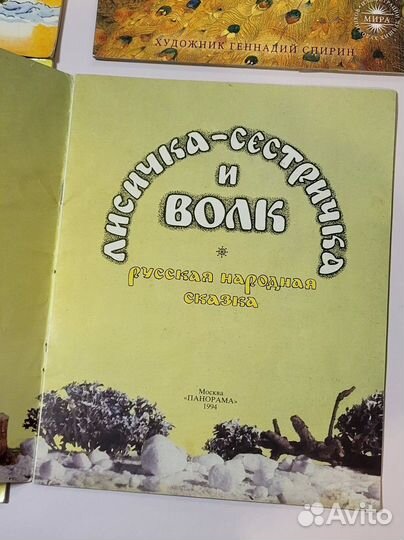 ХУДОЖНИК ГЕННАДИЙ СПИРИН
МИРА
ЛИСИЧКА-СЕСТРИЧКА
И
ВОЛК
РУССКАЯ НАРОДНАЯ
СКАЗКА
Москва
«ПАНОРАМА»
1994
Avito